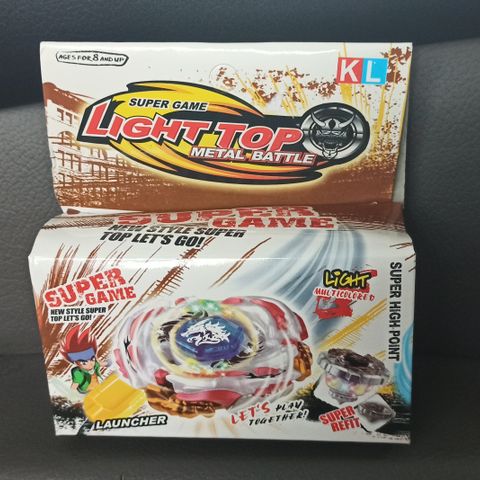 AGES FOR 8 AND UP
KL
SUPER GAME
LIGHT TOP
METAL BATTLE
SUPER
GAME
NEW STYLE SUPER
TOP LET'S GO!
SUPER
GAME
NEW STYLE SUPER
TOP LET'S GO!
LIGHT
MULTICOLORED
SUPER HIGH POINT
LAUNCHER
LET'S PLAY
TOGETHER!
SUPER
REFIT